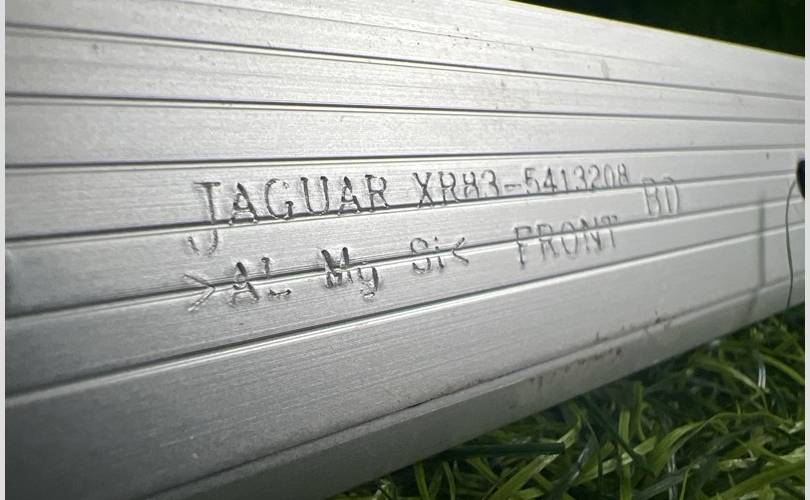 JAGUAR XR83-5413208 BD
>AL Mg Si< FRONT